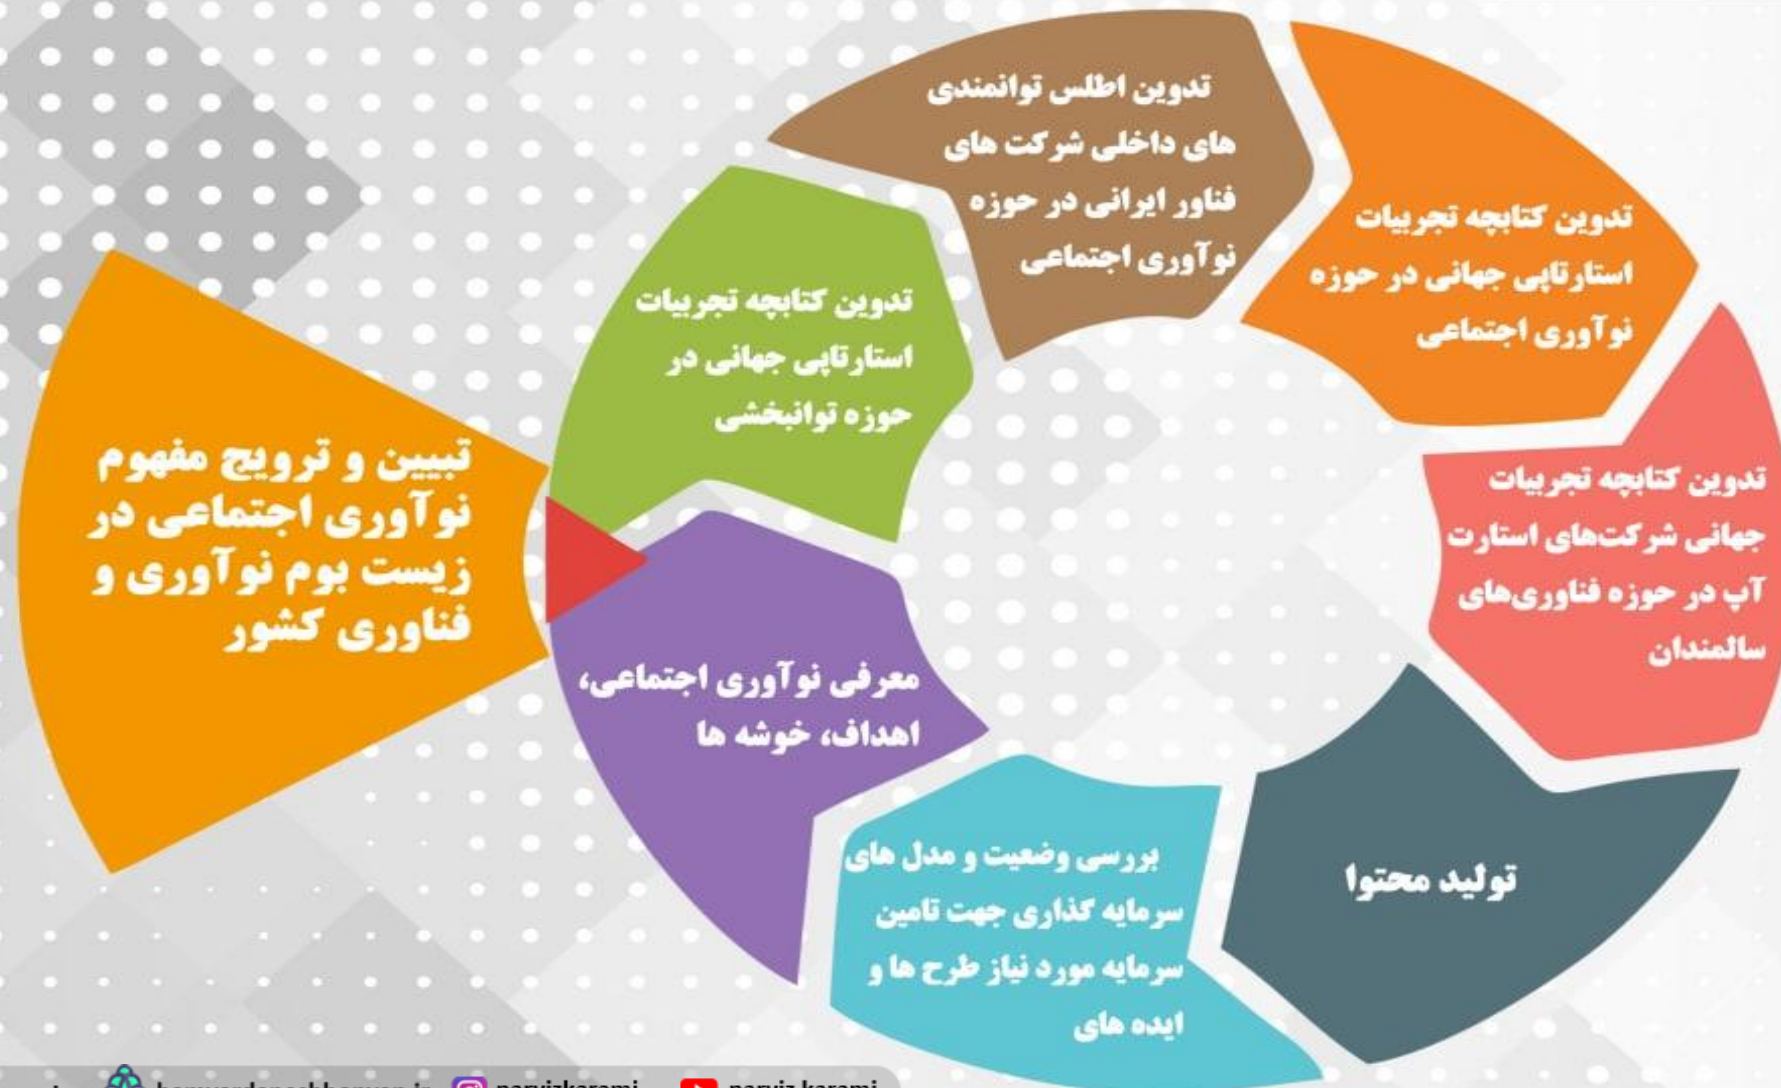 تبیین و ترویج مفهوم
نوآوری اجتماعی در
زیست بوم نوآوری و
فناوری کشور
معرفی نوآوری اجتماعی،
اهداف، خوشه ها
تدوین کتابچه تجربیات
استارتاپی جهانی در
حوزه توانبخشی
تدوین اطلس توانمندی
های داخلی شرکت های
فناور ایرانی در حوزه
نوآوری اجتماعی
تدوین کتابچه تجربیات
استارتاپی جهانی در حوزه
نوآوری اجتماعی
تدوین کتابچه تجربیات
جهانی شرکت‌های استارت
آپ در حوزه فناوری‌های
سالمندان
تولید محتوا
بررسی وضعیت و مدل های
سرمایه گذاری جهت تامین
سرمایه مورد نیاز طرح ها و
ایده های
parvizkarami parviz karami